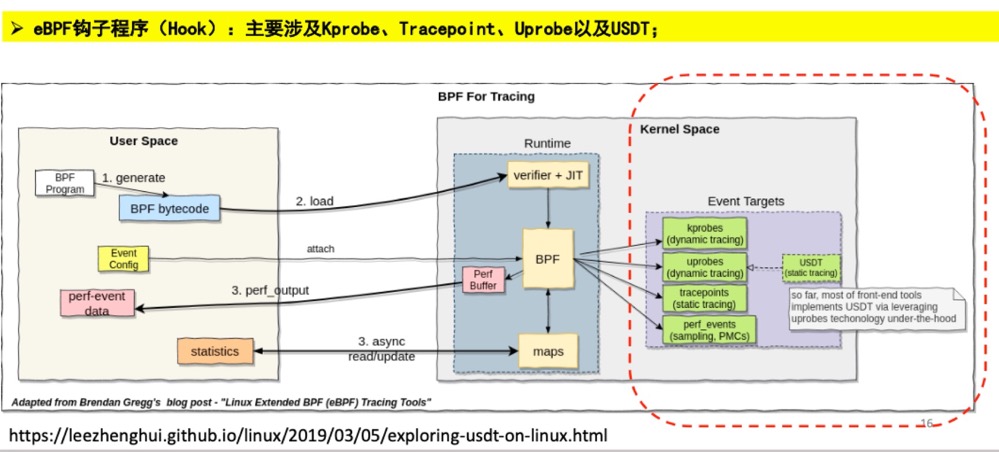 ➢ eBPF钩子程序（Hook）：主要涉及Kprobe、Tracepoint、Uprobe以及USDT；
BPF For Tracing
User Space
Kernel Space
BPF
Program
1. generate
BPF bytecode
2. load
Event
Config
attach
perf-event
data
3. perf_output
statistics
3. async
read/update
Runtime
verifier + JIT
BPF
Perf
Buffer
maps
Event Targets
kprobes
(dynamic tracing)
uprobes
(dynamic tracing)
tracepoints
(static tracing)
perf_events
(sampling, PMCs)
USDT
(static tracing)
so far, most of front-end tools
implements USDT via leveraging
uprobes techonology under-the-hood
Adapted from Brendan Gregg's blog post - "Linux Extended BPF (eBPF) Tracing Tools"
16
https://leezhenghui.github.io/linux/2019/03/05/exploring-usdt-on-linux.html